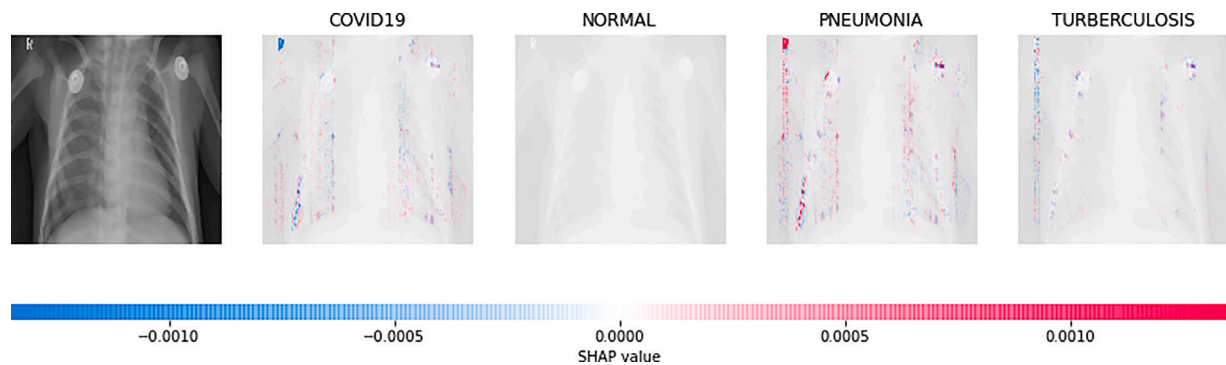 COVID19 NORMAL PNEUMONIA TURBERCULOSIS
R
−0.0010 −0.0005 0.0000 0.0005 0.0010
SHAP value